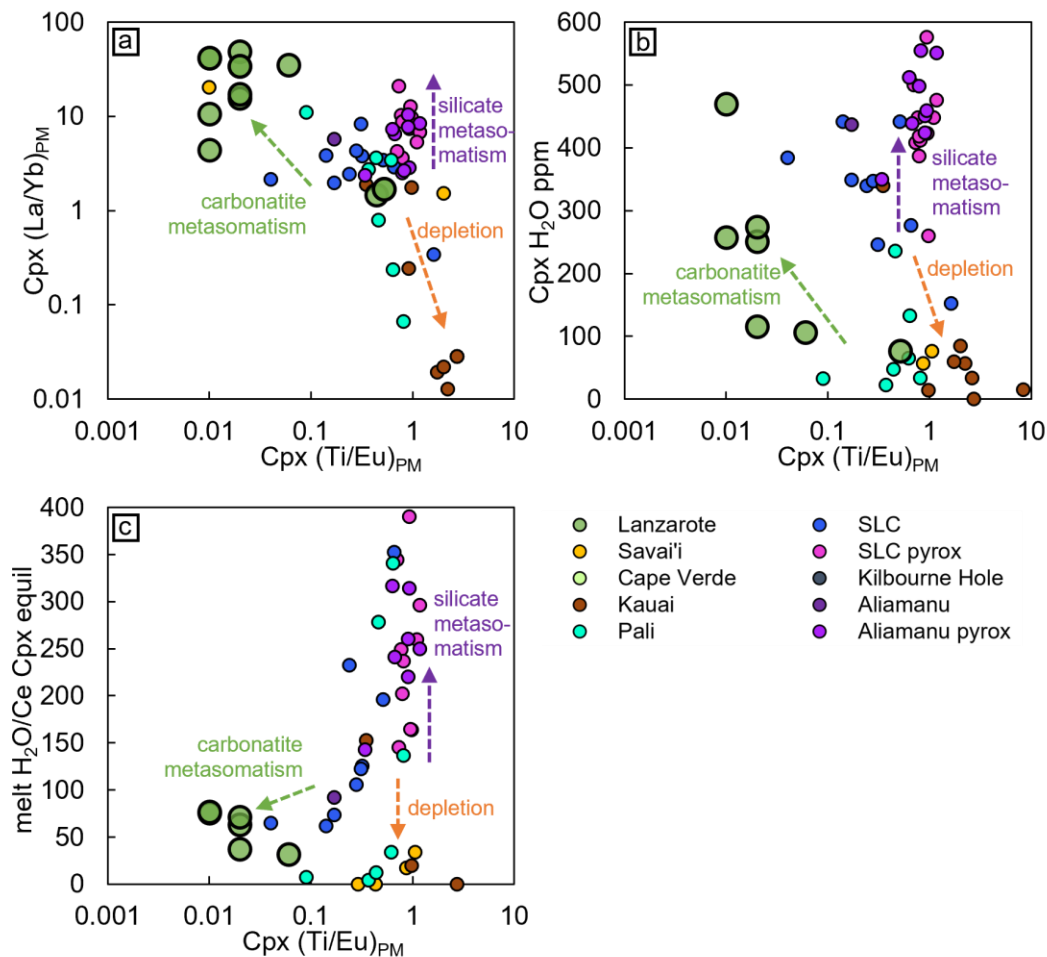 a
100
10
1
0.1
0.01
Cpx (La/Yb)PM
silicate
metaso-
matism
carbonatite
metasomatism
depletion
0.001 0.01 0.1 1 10
Cpx (Ti/Eu)PM
b
600
500
400
300
200
100
0
Cpx H2O ppm
silicate
metaso-
matism
carbonatite
metasomatism
depletion
0.001 0.01 0.1 1 10
Cpx (Ti/Eu)PM
c
400
350
300
250
200
150
100
50
0
melt H2O/Ce Cpx equil
silicate
metaso-
matism
carbonatite
metasomatism
depletion
0.001 0.01 0.1 1 10
Cpx (Ti/Eu)PM
Lanzarote
Savai'i
Cape Verde
Kauai
Pali
SLC
SLC pyrox
Kilbourne Hole
Aliamanu
Aliamanu pyrox